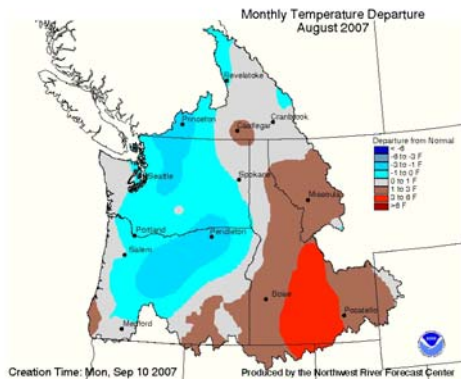 Monthly Temperature Departure
August 2007
Revelstoke
Princeton
Castlegar
Cranbrook
Departure from Normal
< -6
-6 to -3 F
-3 to -1 F
-1 to 0 F
0 to 1 F
1 to 3 F
3 to 6 F
>6 F
Seattle
Spokane
Missoula
Portland
Pendleton
Salem
Boise
Pocatello
Medford
Creation Time: Mon, Sep 10 2007
Produced by the Northwest River Forecast Center